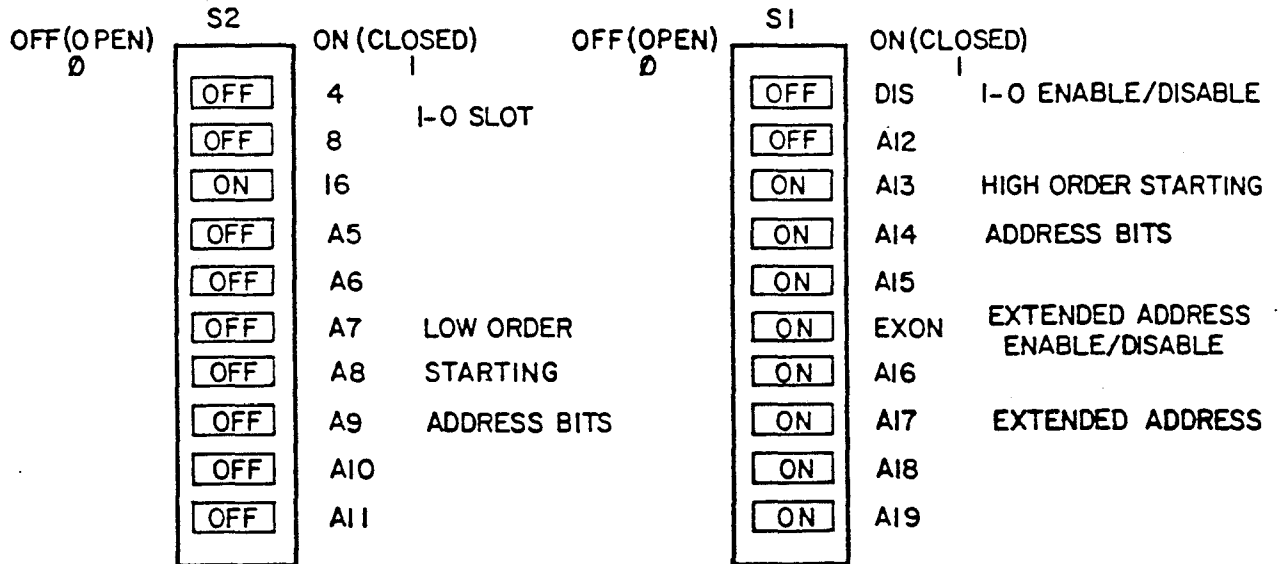 S2
OFF(OPEN) ON(CLOSED)
0 1
OFF 4
I-O SLOT
OFF 8
ON 16
OFF A5
OFF A6
OFF A7 LOW ORDER
OFF A8 STARTING
OFF A9 ADDRESS BITS
OFF A10
OFF A11
S1
OFF(OPEN) ON(CLOSED)
0 1
OFF DIS I-O ENABLE/DISABLE
OFF A12
ON A13 HIGH ORDER STARTING
ON A14 ADDRESS BITS
ON A15
ON EXON EXTENDED ADDRESS
ENABLE/DISABLE
ON A16
ON A17 EXTENDED ADDRESS
ON A18
ON A19